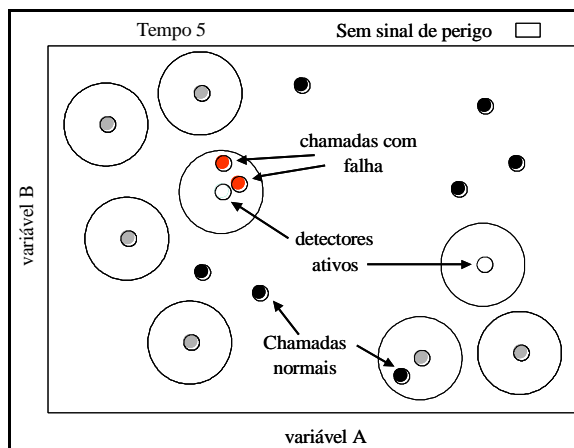 Tempo 5
Sem sinal de perigo
chamadas com
falha
variável B
detectores
ativos
Chamadas
normais
variável A